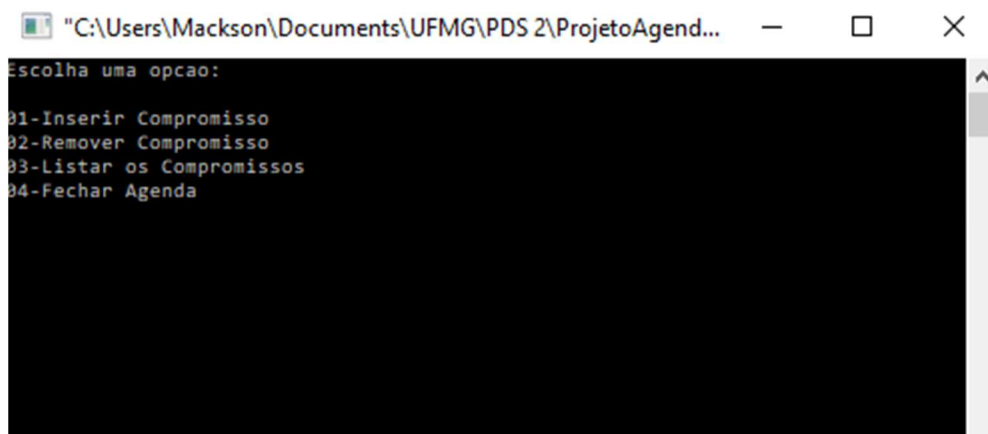 "C:\Users\Mackson\Documents\UFMG\PDS 2\ProjetoAgend...
Escolha uma opcao:
01-Inserir Compromisso
02-Remover Compromisso
03-Listar os Compromissos
04-Fechar Agenda